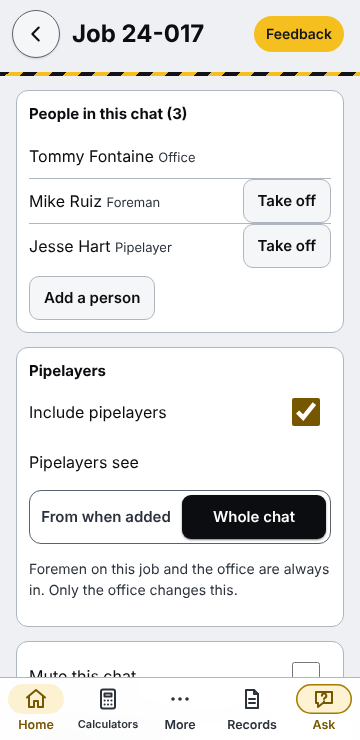 Job 24-017
Feedback
People in this chat (3)
Tommy Fontaine Office
Mike Ruiz Foreman
Take off
Jesse Hart Pipelayer
Take off
Add a person
Pipelayers
Include pipelayers
Pipelayers see
From when added
Whole chat
Foremen on this job and the office are always
in. Only the office changes this.
Mute this chat
Home
Calculators
More
Records
Ask